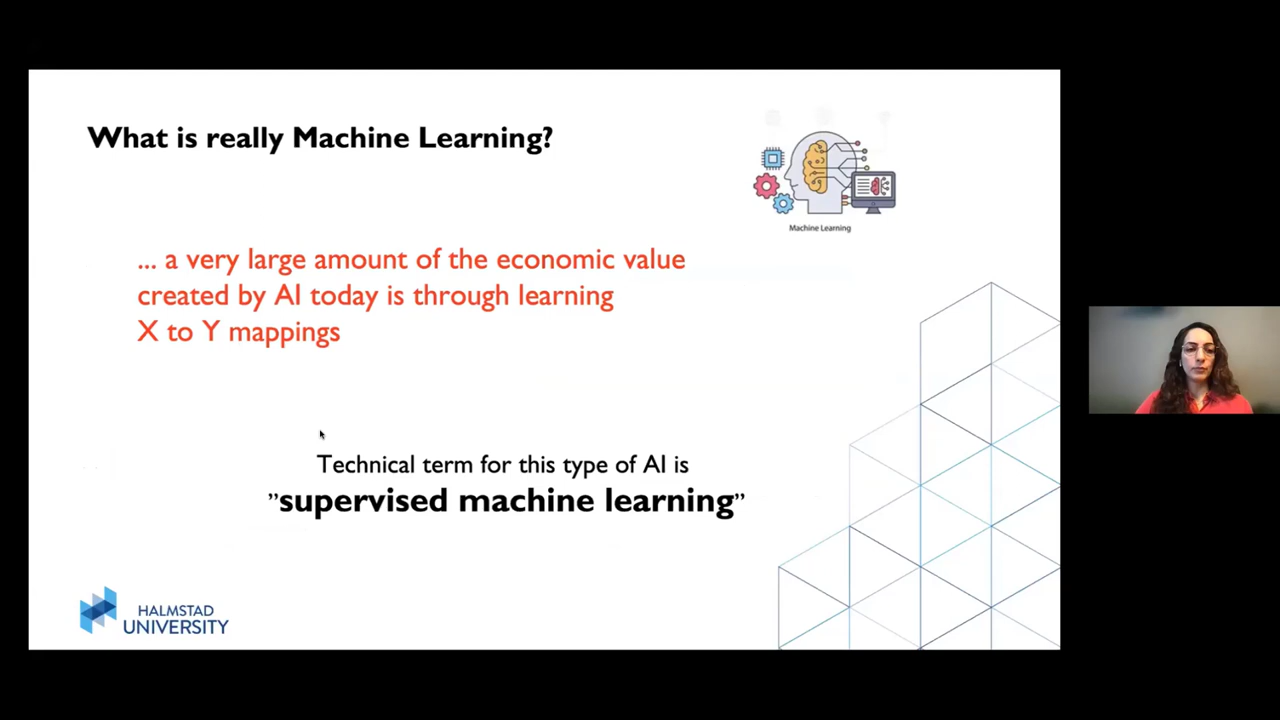 What is really Machine Learning?
Machine Learning
... a very large amount of the economic value
created by AI today is through learning
X to Y mappings
Technical term for this type of AI is
”supervised machine learning”
HALMSTAD
UNIVERSITY